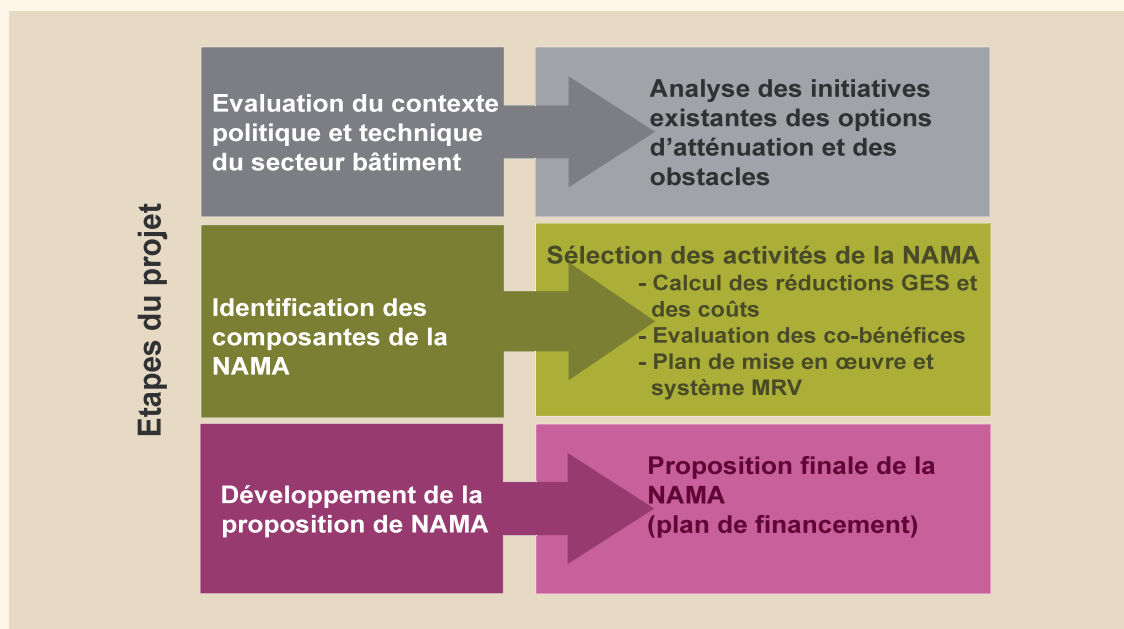 Etapes du projet
Evaluation du contexte
politique et technique
du secteur bâtiment
Analyse des initiatives
existantes des options
d’atténuation et des
obstacles
Identification des
composantes de la
NAMA
Sélection des activités de la NAMA
- Calcul des réductions GES et
des coûts
- Evaluation des co-bénéfices
- Plan de mise en œuvre et
système MRV
Développement de la
proposition de NAMA
Proposition finale de la
NAMA
(plan de financement)